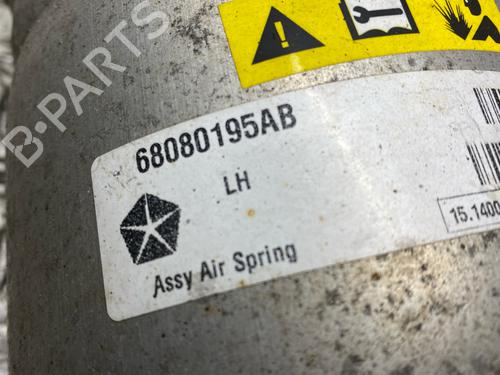 B-PARTS
68080195AB
LH
15.1400
Assy Air Spring